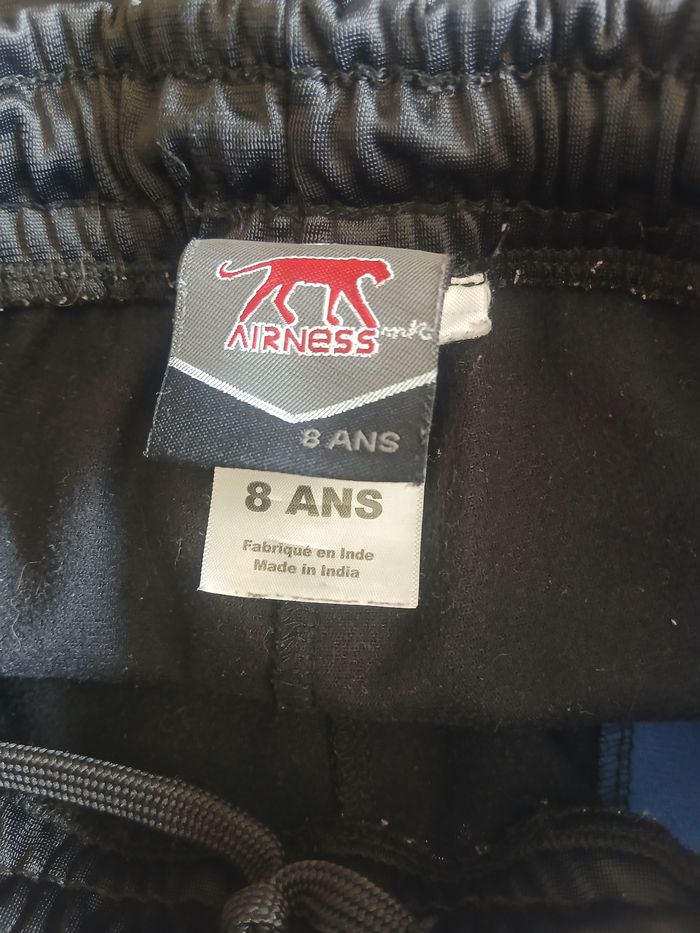 AIRNESS
8 ANS
8 ANS
Fabriqué en Inde
Made in India